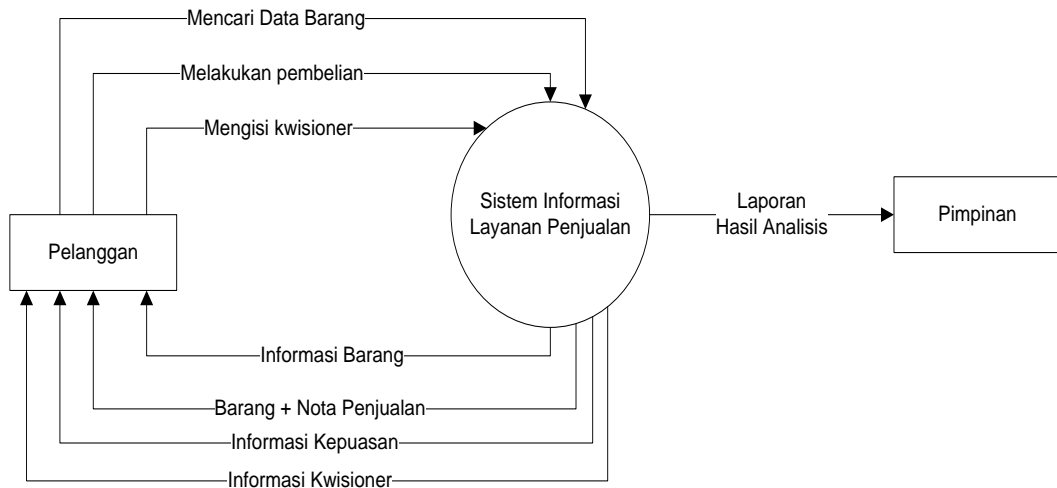 Mencari Data Barang
Melakukan pembelian
Mengisi kwisioner
Sistem Informasi
Layanan Penjualan
Laporan
Hasil Analisis
Pimpinan
Pelanggan
Informasi Barang
Barang + Nota Penjualan
Informasi Kepuasan
Informasi Kwisioner